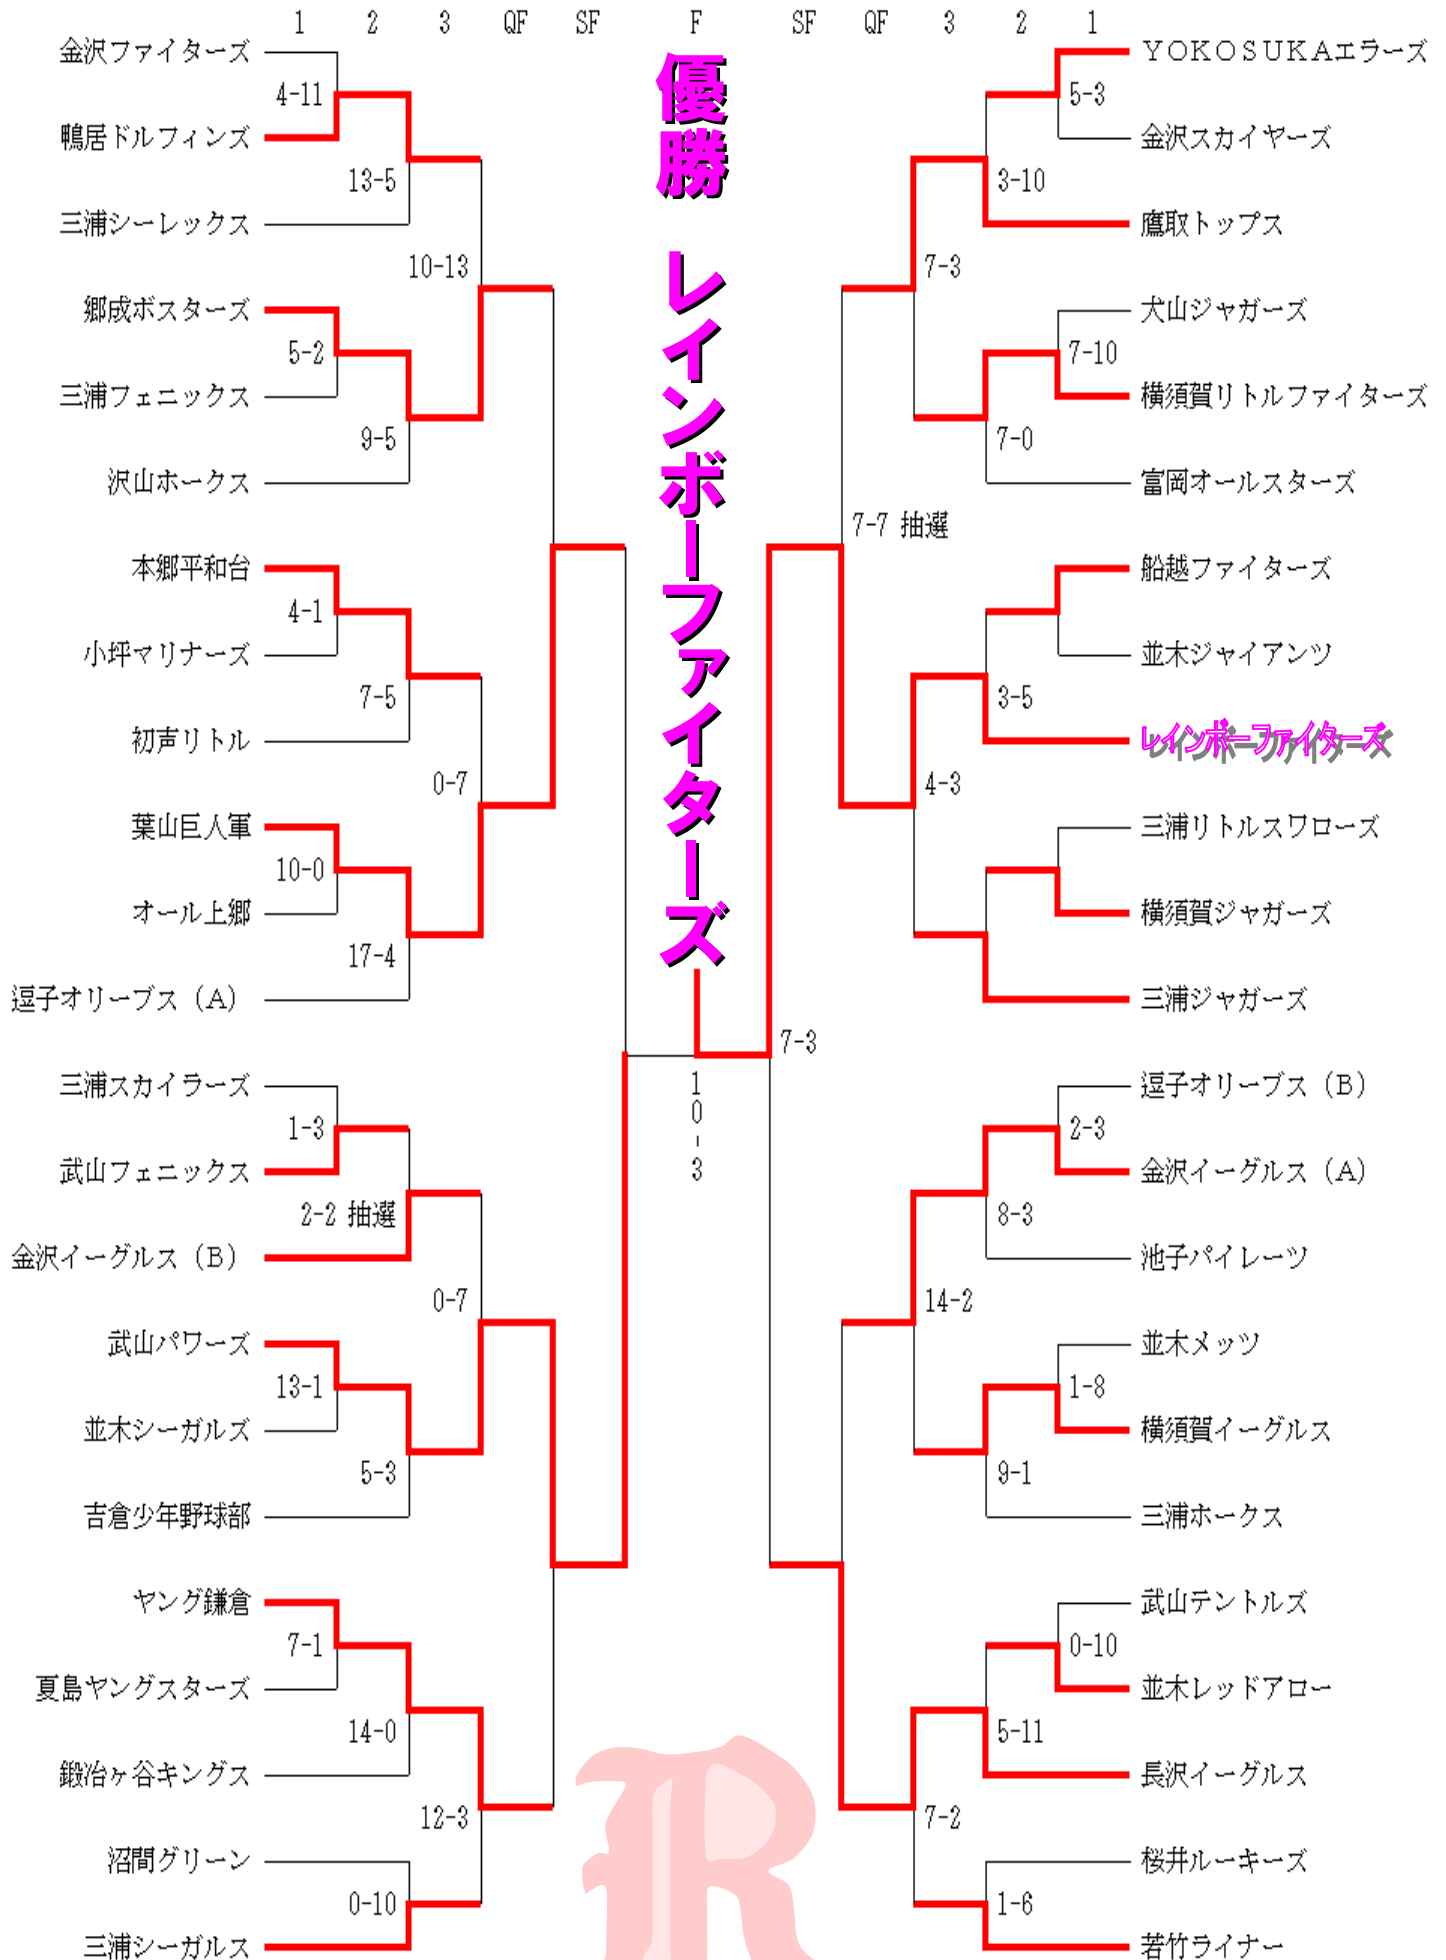 1 2 3 QF SF F SF QF 3 2 1
優勝 レインボーファイターズ
金沢ファイターズ
4-11
鴨居ドルフィンズ
13-5
三浦シーレックス
10-13
郷成ボスターズ
5-2
三浦フェニックス
9-5
沢山ホークス
本郷平和台
4-1
小坪マリナーズ
7-5
初声リトル
0-7
葉山巨人軍
10-0
オール上郷
17-4
逗子オリーブス（A）
三浦スカイラーズ
1-3
武山フェニックス
2-2 抽選
金沢イーグルス（B）
0-7
武山パワーズ
13-1
並木シーガルズ
5-3
吉倉少年野球部
ヤング鎌倉
7-1
夏島ヤングスターズ
14-0
鍛冶ヶ谷キングス
12-3
沼間グリーン
0-10
三浦シーガルス
10-3
7-3
YOKOSUKAエラーズ
5-3
金沢スカイヤーズ
3-10
鷹取トップス
7-3
犬山ジャガーズ
7-10
横須賀リトルファイターズ
7-0
富岡オールスターズ
7-7 抽選
船越ファイターズ
並木ジャイアンツ
3-5
レインボーファイターズ
4-3
三浦リトルスワローズ
横須賀ジャガーズ
三浦ジャガーズ
逗子オリーブス（B）
2-3
金沢イーグルス（A）
8-3
池子パイレーツ
14-2
並木メッツ
1-8
横須賀イーグルス
9-1
三浦ホークス
武山テントルズ
0-10
並木レッドアロー
5-11
長沢イーグルス
7-2
桜井ルーキーズ
1-6
若竹ライナー
R